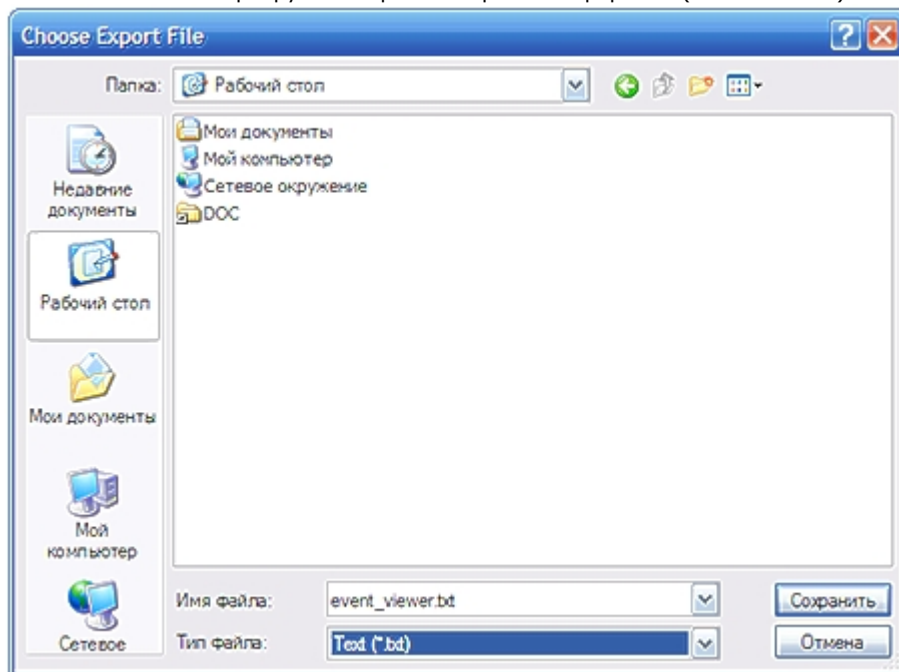 Choose Export File
Папка:
Рабочий стол
Мои документы
Мой компьютер
Сетевое окружение
DOC
Недавние
документы
Рабочий стол
Мои документы
Мой
компьютер
Сетевое
Имя файла:
event_viewer.txt
Сохранить
Тип файла:
Text (*.txt)
Отмена